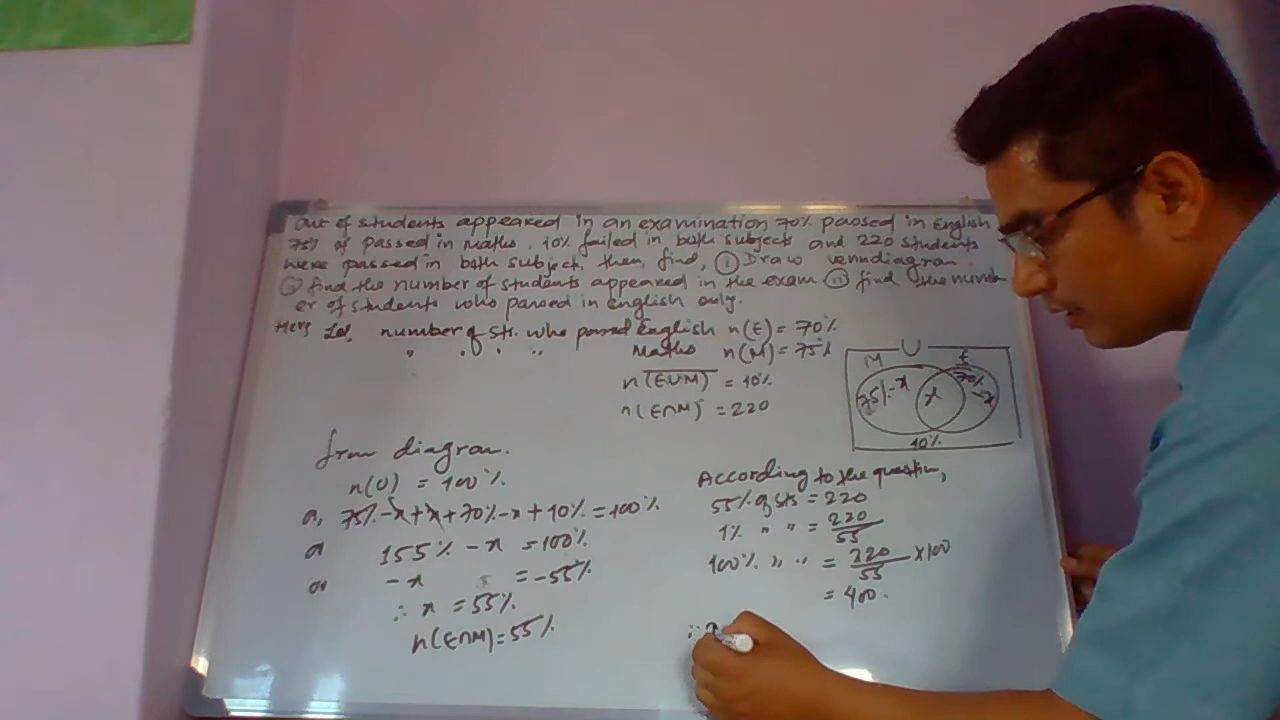 out of students appeared in an examination 70% passed in English
75% of passed in maths, 10% failed in both subjects and 220 students
were passed in both subject, then, find, (i) Draw venndiagran
(ii) find the number of students appeared in the exam (iii) find the numb
er of students who passed in english only.
Here, Let, number of sts. who passed English n(E) = 70%
" " " " Maths n(M) = 75%
n(E∪M) = 10%
n(E∩M) = 220
U
M E
75%-x x 70%-x
10%
from diagram.
n(U) = 100%
a, 75%-x+x+70%-x+10%=100%
or 155% - x = 100%
or -x = -55%
∴ x = 55%
n(E∩M)=55%
According to the question,
55% of sts = 220
1% " " = 220/55
100% " " = 220/55 ×100
= 400.
∴